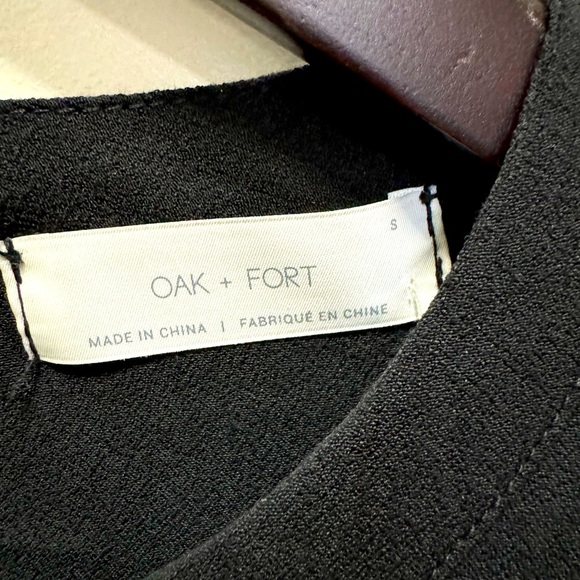 S
OAK + FORT
MADE IN CHINA | FABRIQUÉ EN CHINE